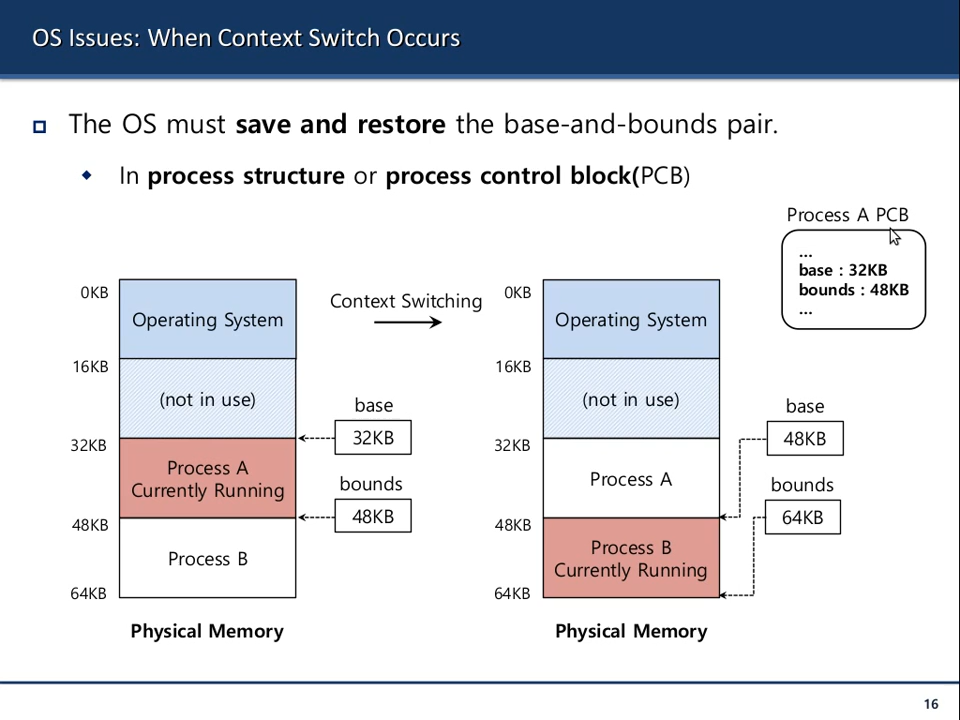 OS Issues: When Context Switch Occurs
The OS must save and restore the base-and-bounds pair.
In process structure or process control block(PCB)
Process A PCB
...
base : 32KB
bounds : 48KB
...
0KB
Operating System
16KB
(not in use)
32KB
Process A
Currently Running
48KB
Process B
64KB
Physical Memory
base
32KB
bounds
48KB
Context Switching
0KB
Operating System
16KB
(not in use)
32KB
Process A
48KB
Process B
Currently Running
64KB
Physical Memory
base
48KB
bounds
64KB
16